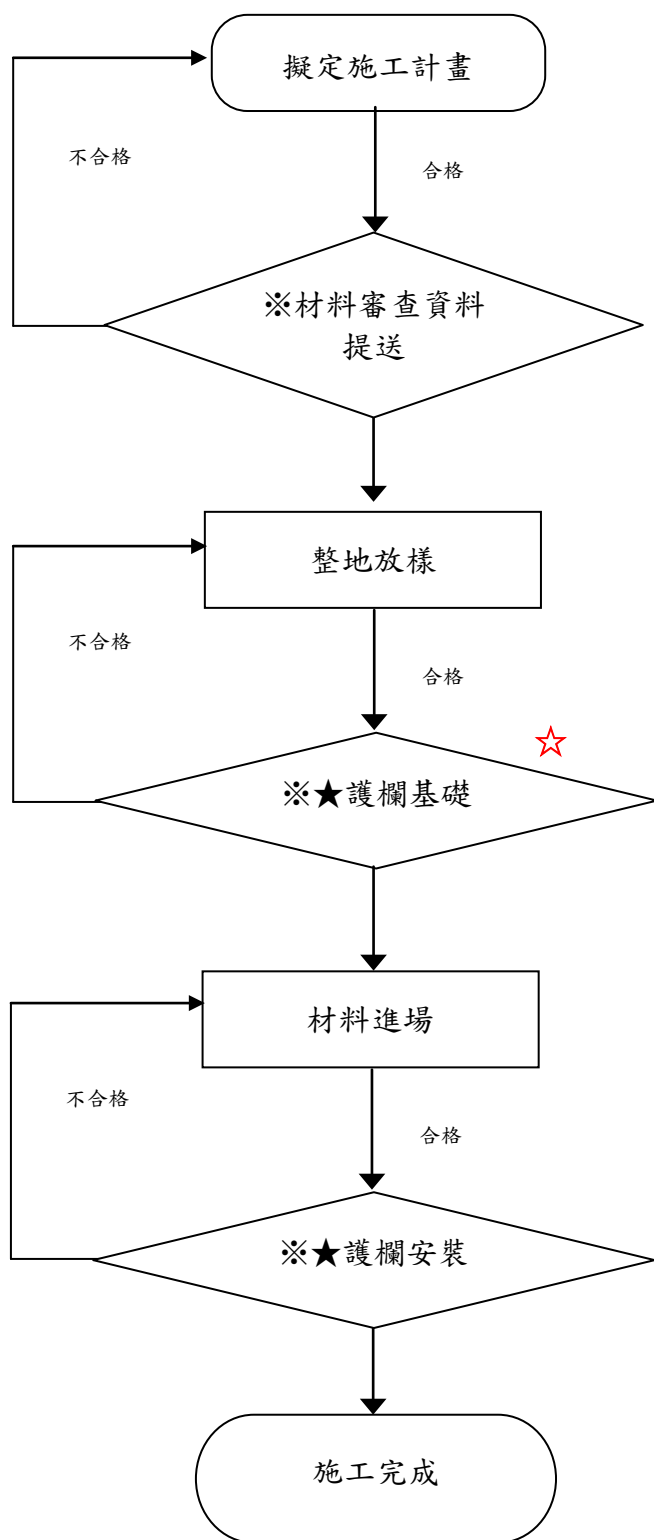 擬定施工計畫
不合格
合格
※材料審查資料
提送
整地放樣
不合格
合格
☆
※★護欄基礎
材料進場
不合格
合格
※★護欄安裝
施工完成